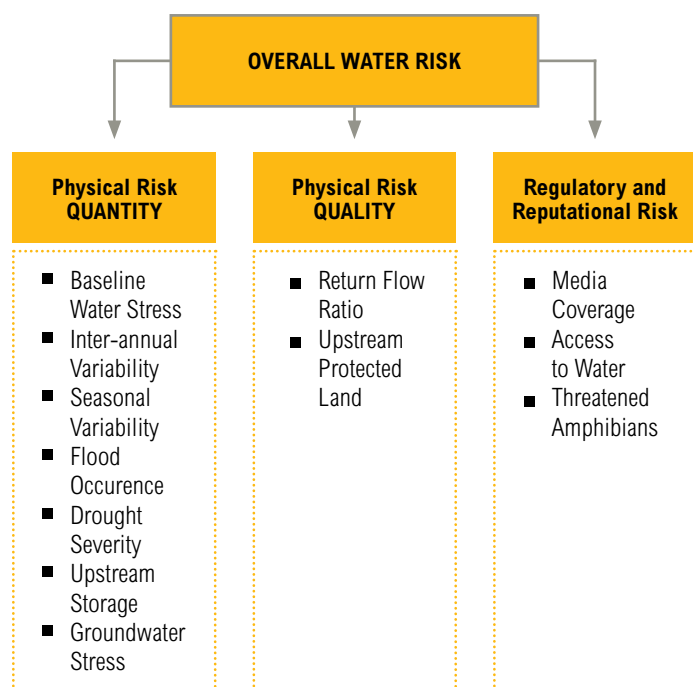 OVERALL WATER RISK
Physical Risk
QUANTITY
■ Baseline
Water Stress
■ Inter-annual
Variability
■ Seasonal
Variability
■ Flood
Occurence
■ Drought
Severity
■ Upstream
Storage
■ Groundwater
Stress
Physical Risk
QUALITY
■ Return Flow
Ratio
■ Upstream
Protected
Land
Regulatory and
Reputational Risk
■ Media
Coverage
■ Access
to Water
■ Threatened
Amphibians